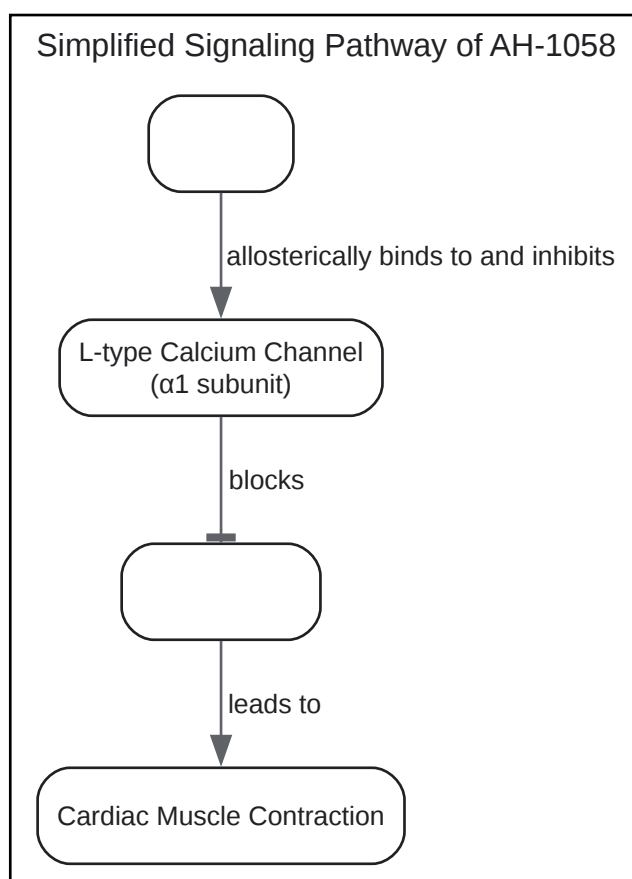 Simplified Signaling Pathway of AH-1058
allosterically binds to and inhibits
L-type Calcium Channel
(α1 subunit)
blocks
leads to
Cardiac Muscle Contraction